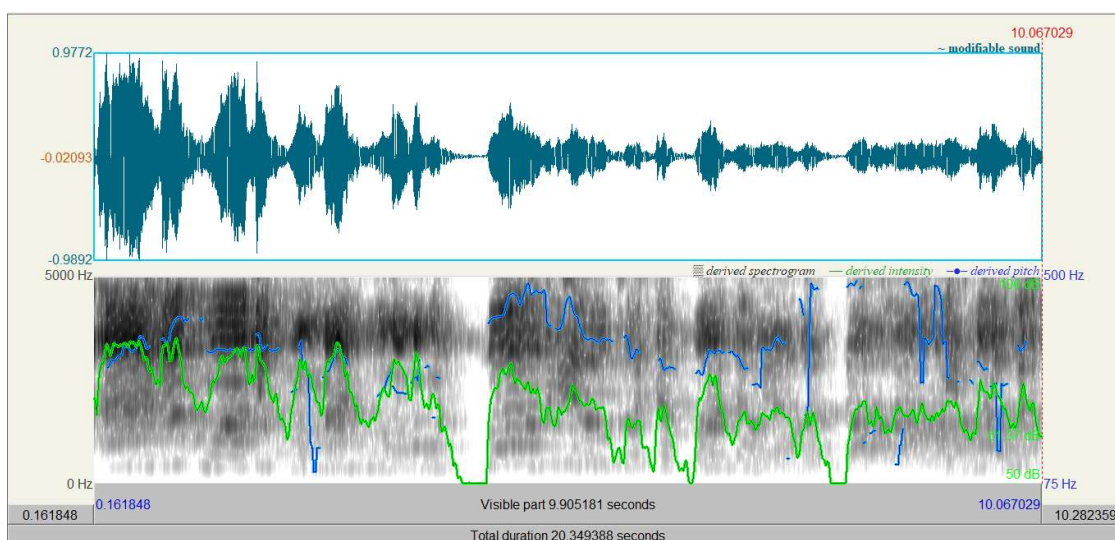 10.067029
0.9772
~ modifiable sound
-0.02093
-0.9892
5000 Hz
derived spectrogram
derived intensity
derived pitch
500 Hz
100 dB
50 dB
0 Hz
75 Hz
0.161848
0.161848
Visible part 9.905181 seconds
10.067029
10.282359
Total duration 20.349388 seconds